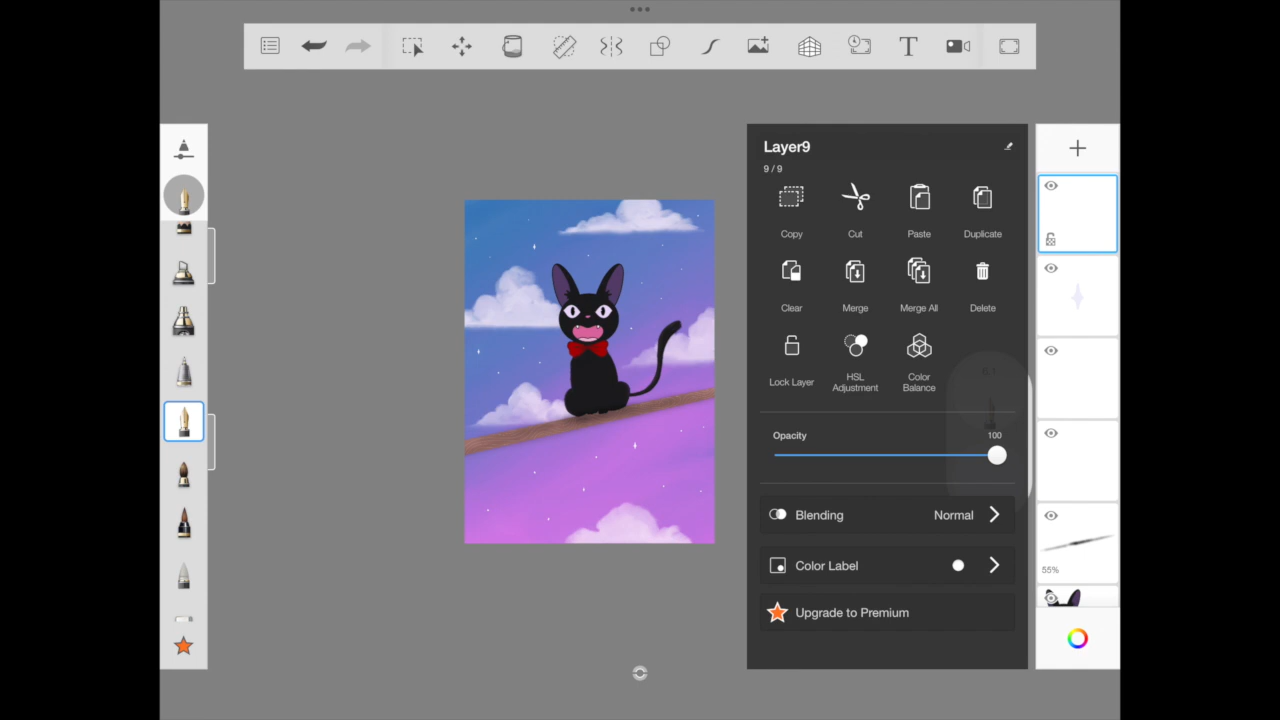 T
Layer9
9 / 9
Copy
Cut
Paste
Duplicate
Clear
Merge
Merge All
Delete
Lock Layer
HSL
Adjustment
Color
Balance
Opacity
100
Blending
Normal
Color Label
Upgrade to Premium
55%